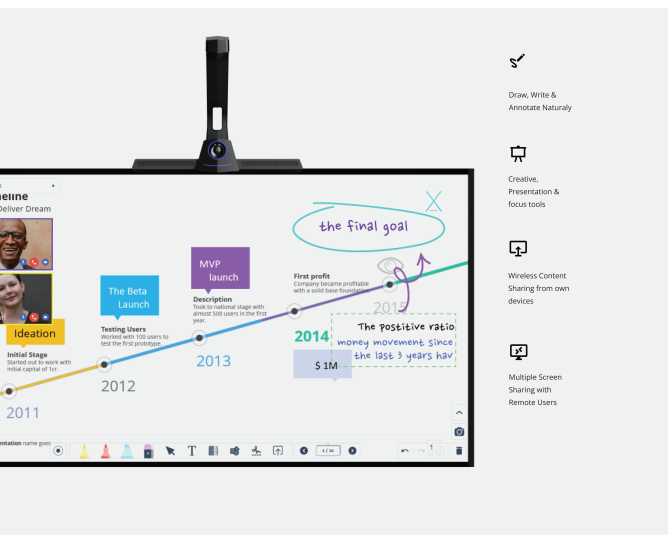 eline
Deliver Dream
the final goal
MVP
launch
The Beta
Launch
Ideation
First profit
Company became profitable
with a solid base foundation
Description
Took to national stage with
almost 500 users in the first
year.
Testing Users
Worked with 100 users to
test the first prototype.
Initial Stage
Started out to work with
initial capital of 1cr.
2011
2012
2013
2014
2015
$ 1M
The postitive ratio
money movement since
the last 3 years hav
entation name goes
T
3 / 20
Draw, Write &
Annotate Naturaly
Creative,
Presentation &
focus tools
Wireless Content
Sharing from own
devices
Multiple Screen
Sharing with
Remote Users